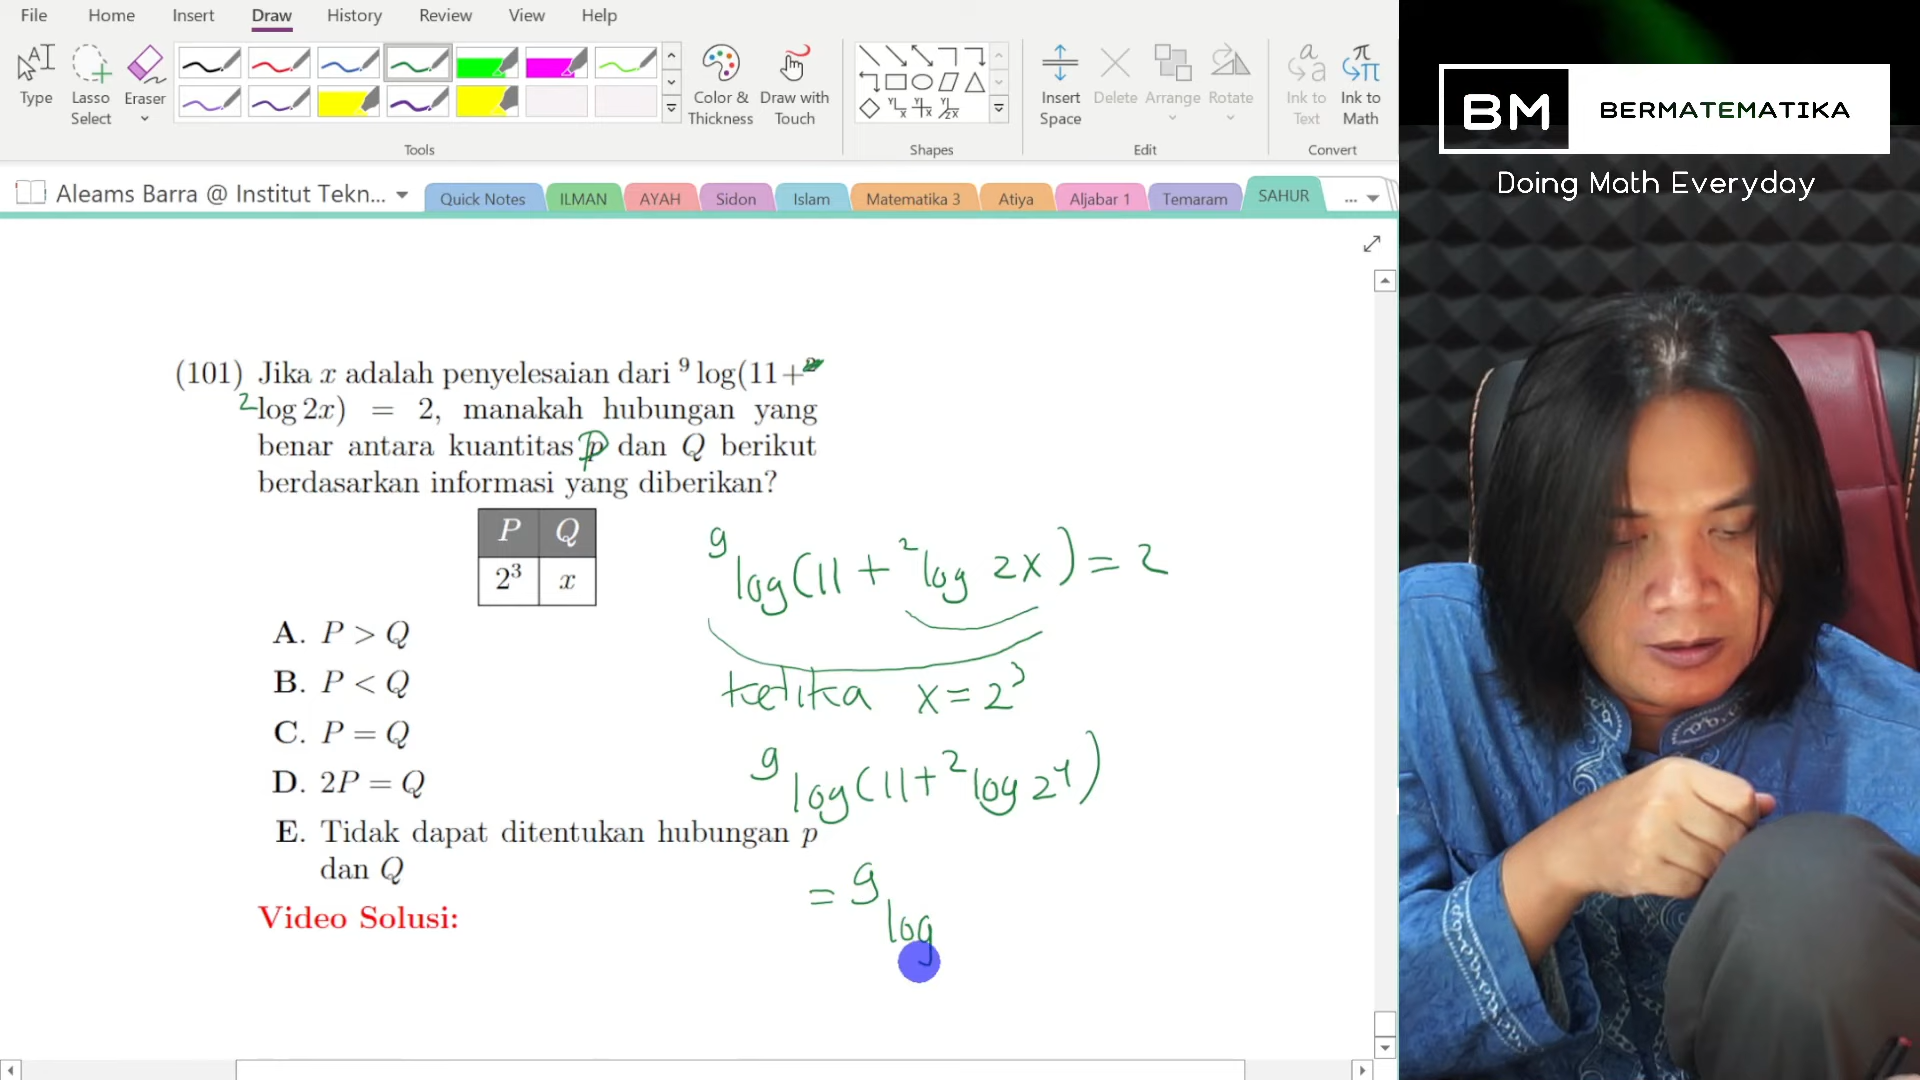 File Home Insert Draw History Review View Help
Type
Lasso Select
Eraser
Color & Thickness
Draw with Touch
Insert Space
Delete
Arrange
Rotate
Ink to Text
Ink to Math
Tools
Shapes
Edit
Convert
BM BERMATEMATIKA
Doing Math Everyday
Aleams Barra @ Institut Tekn...
Quick Notes ILMAN AYAH Sidon Islam Matematika 3 Atiya Aljabar 1 Temaram SAHUR ...
(101) Jika x adalah penyelesaian dari ⁹ log(11+
2 log 2x) = 2, manakah hubungan yang
benar antara kuantitas P dan Q berikut
berdasarkan informasi yang diberikan?
P Q
2³ x
A. P > Q
B. P < Q
C. P = Q
D. 2P = Q
E. Tidak dapat ditentukan hubungan p
dan Q
Video Solusi:
⁹log(11 + ²log 2x) = 2
ketika x = 2³
⁹log(11+²log 2⁴)
= ⁹log